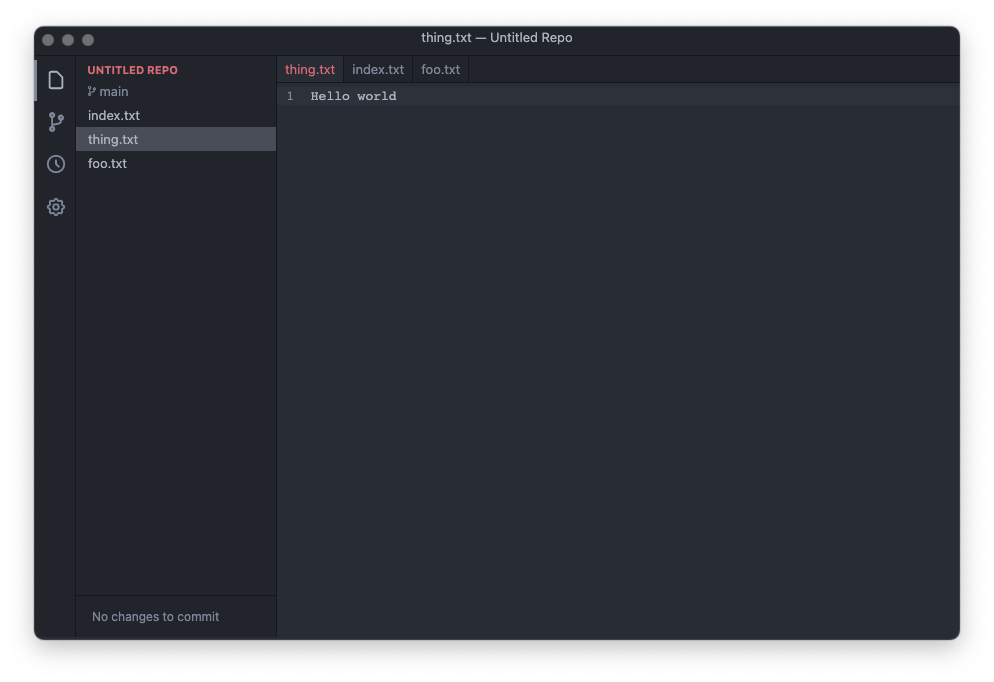 thing.txt — Untitled Repo
UNTITLED REPO
main
index.txt
thing.txt
foo.txt
No changes to commit
thing.txt index.txt foo.txt
1 Hello world